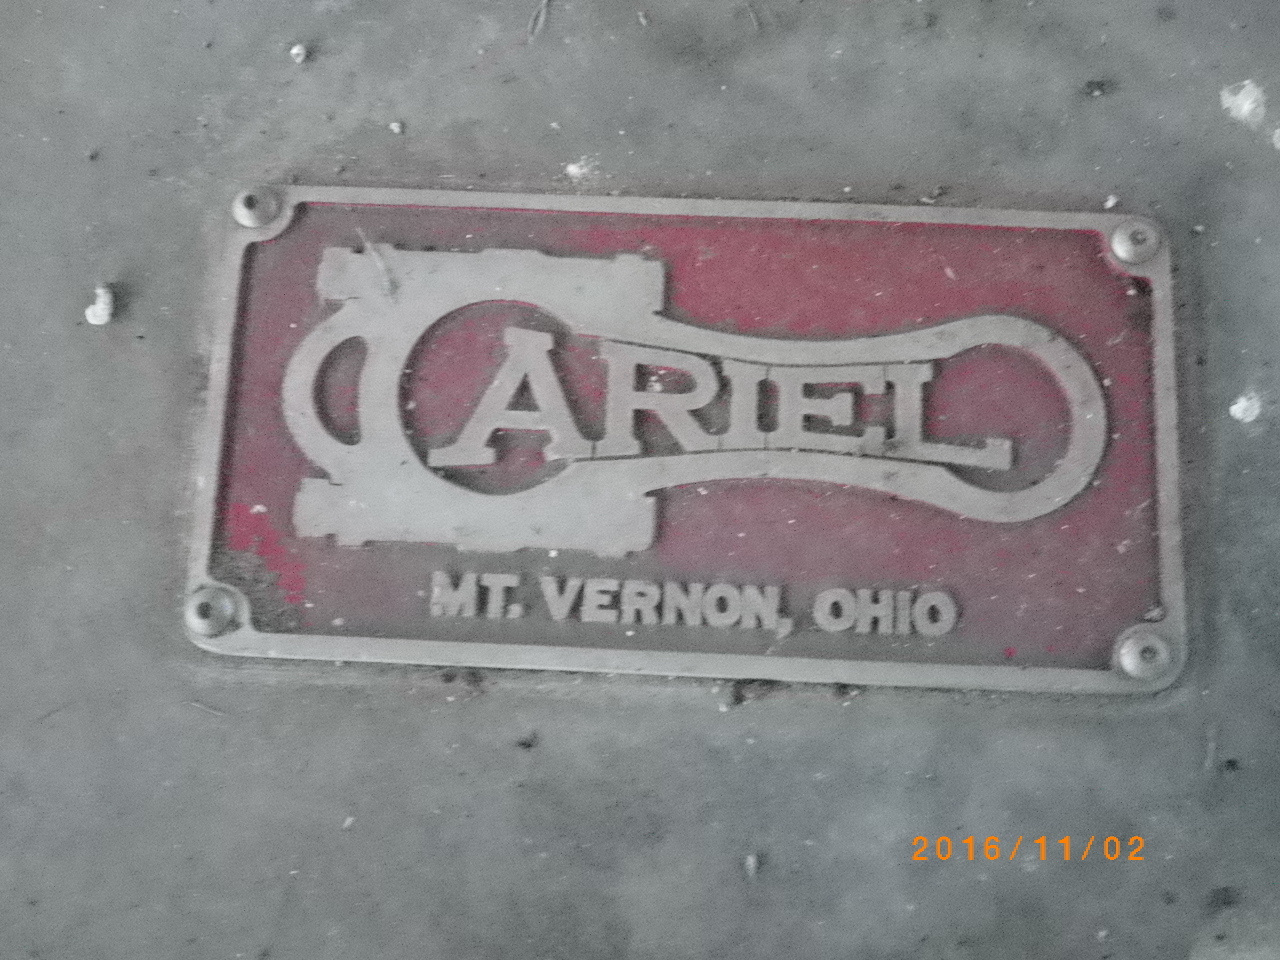 ARIEL
MT. VERNON, OHIO
2016/11/02